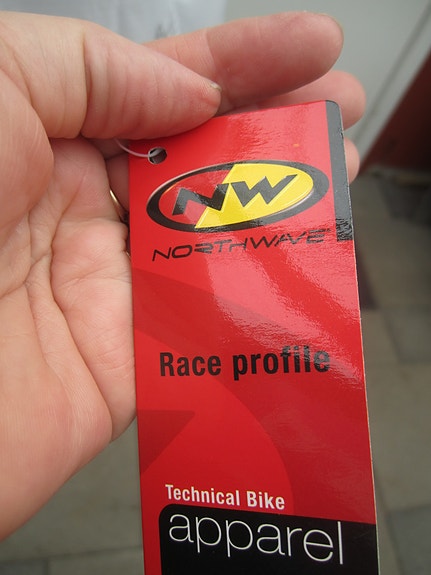 NW
NORTHWAVE
Race profile
Technical Bike
apparel